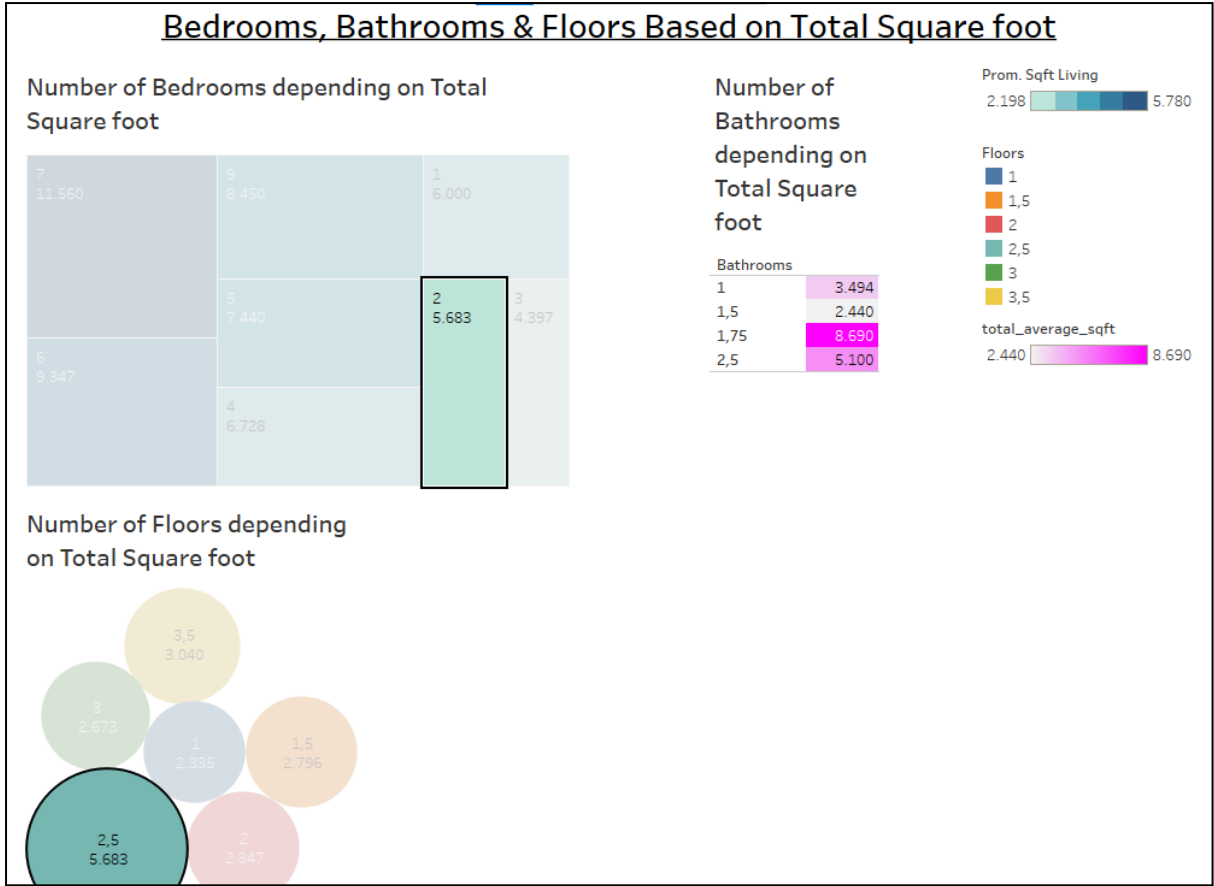 Bedrooms, Bathrooms & Floors Based on Total Square foot
Number of Bedrooms depending on Total
Square foot
7
11.560
9
8.450
1
6.000
6
9.347
5
7.440
2
5.683
3
4.397
4
6.728
Number of
Bathrooms
depending on
Total Square
foot
Bathrooms
1 3.494
1,5 2.440
1,75 8.690
2,5 5.100
Prom. Sqft Living
2.198 5.780
Floors
1
1,5
2
2,5
3
3,5
total_average_sqft
2.440 8.690
Number of Floors depending
on Total Square foot
3,5
3.040
3
2.673
1
2.335
1,5
2.796
2,5
5.683
2
2.847